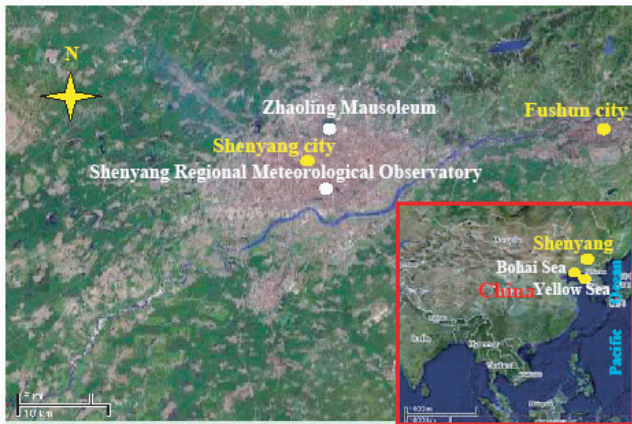 N
Zhaoling Mausoleum
Fushun city
Shenyang city
Shenyang Regional Meteorological Observatory
Shenyang
Bohai Sea
China
Yellow Sea
Pacific Ocean
10 km